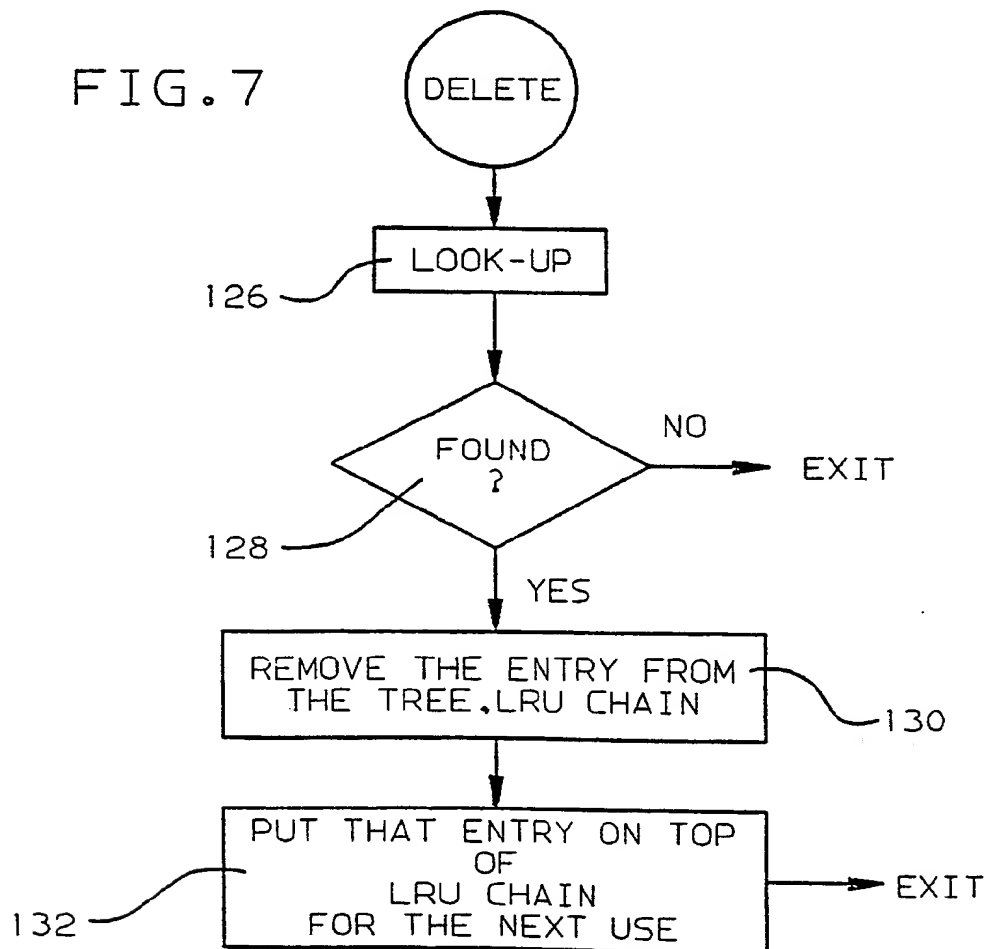 FIG.7
DELETE
LOOK-UP
126
FOUND
?
NO
EXIT
128
YES
REMOVE THE ENTRY FROM
THE TREE.LRU CHAIN
130
PUT THAT ENTRY ON TOP
OF
LRU CHAIN
FOR THE NEXT USE
EXIT
132